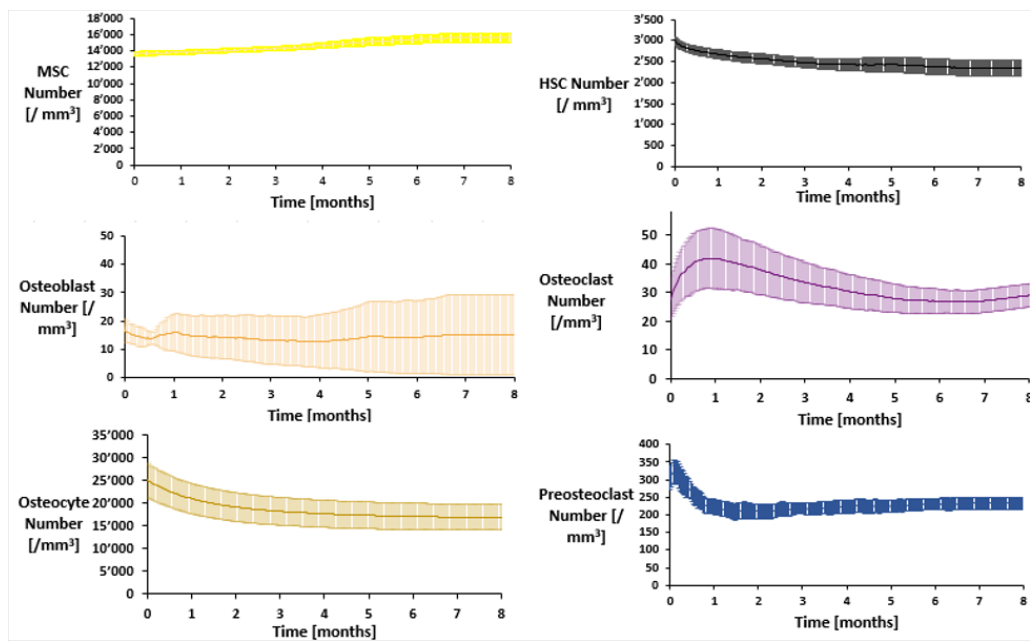 MSC
Number
[/ mm³]
18’000
16’000
14’000
12’000
10’000
8’000
6’000
4’000
2’000
0
0 1 2 3 4 5 6 7 8
Time [months]
HSC Number
[/ mm³]
3’500
3’000
2’500
2’000
1’500
1’000
500
0
0 1 2 3 4 5 6 7 8
Time [months]
Osteoblast
Number [/
mm³]
50
40
30
20
10
0
0 1 2 3 4 5 6 7 8
Time [months]
Osteoclast
Number
[/mm³]
50
40
30
20
10
0
0 1 2 3 4 5 6 7 8
Time [months]
Osteocyte
Number
[/mm³]
35’000
30’000
25’000
20’000
15’000
10’000
5’000
0
0 1 2 3 4 5 6 7 8
Time [months]
Preosteoclast
Number [/
mm³]
400
350
300
250
200
150
100
50
0
0 1 2 3 4 5 6 7 8
Time [months]